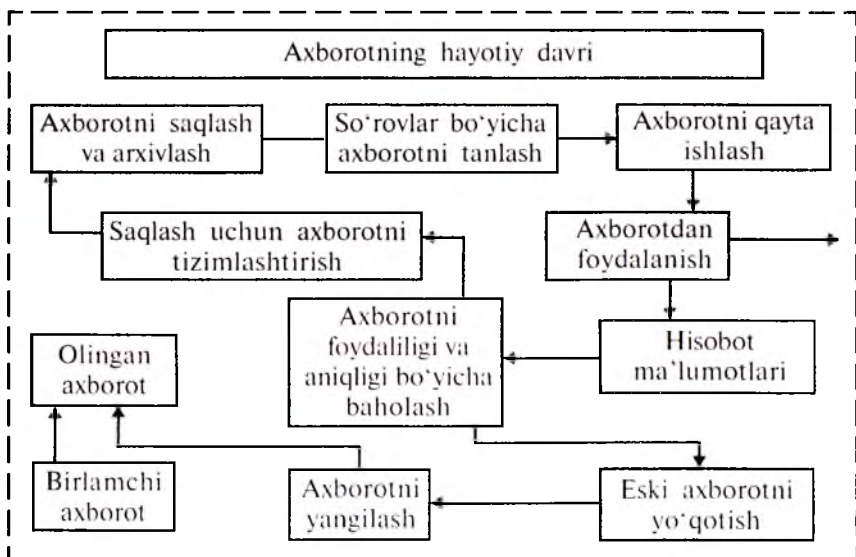 Axborotning hayotiy davri
Axborotni saqlash
va arxivlash
So‘rovlar bo‘yicha
axborotni tanlash
Axborotni qayta
ishlash
Saqlash uchun axborotni
tizimlashtirish
Axborotdan
foydalanish
Axborotni
foydaliligi va
aniqligi bo‘yicha
baholash
Hisobot
ma’lumotlari
Olingan
axborot
Birlamchi
axborot
Axborotni
yangilash
Eski axborotni
yo‘qotish